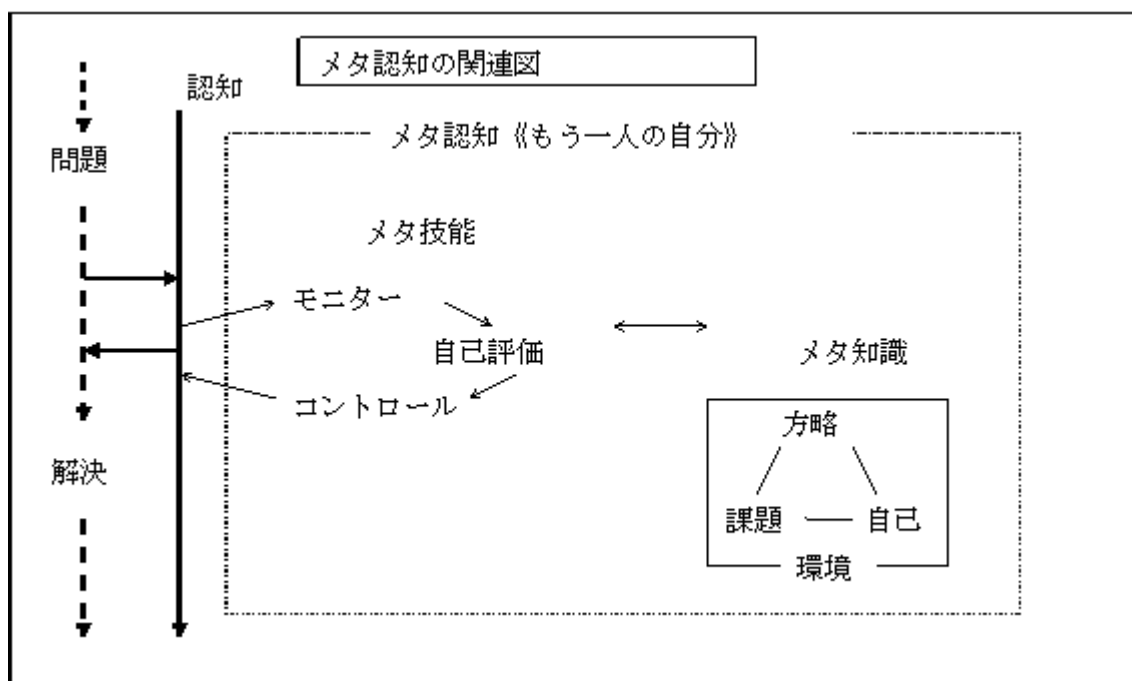 メタ認知の関連図
認知
メタ認知《もう一人の自分》
問題
メタ技能
モニター
自己評価
メタ知識
コントロール
方略
解決
課題
自己
環境